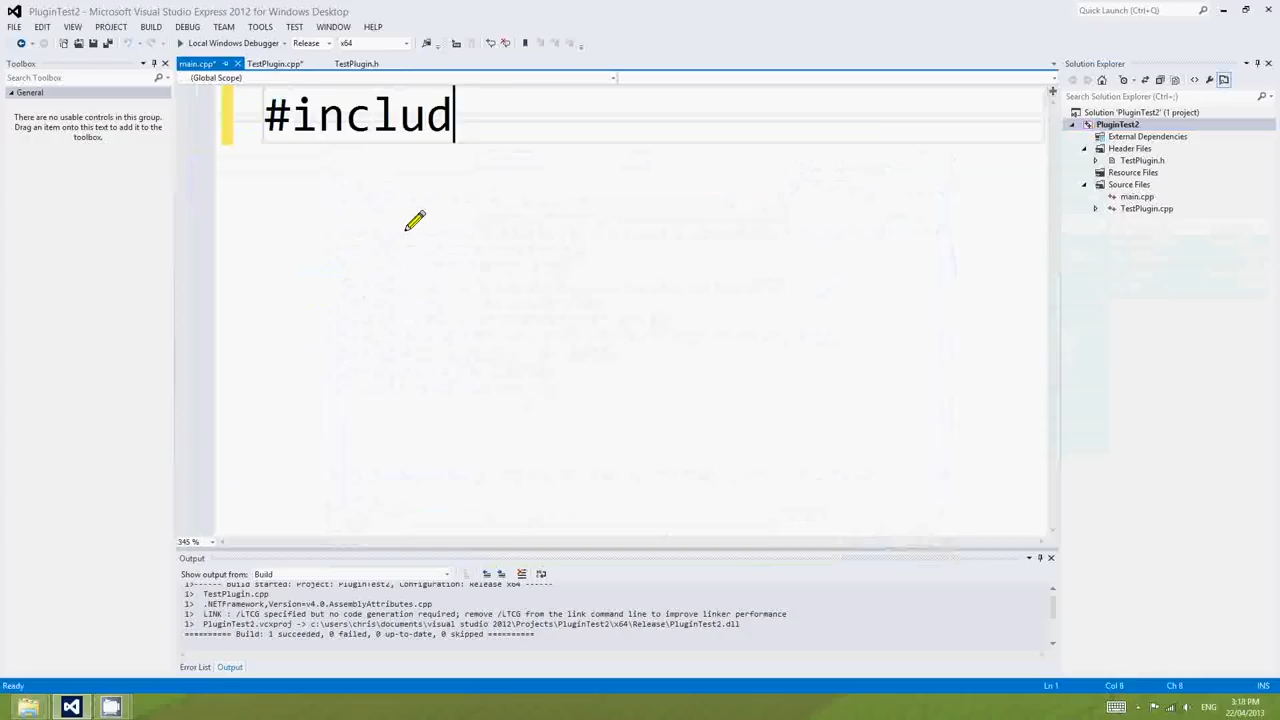 PluginTest2 - Microsoft Visual Studio Express 2012 for Windows Desktop
Quick Launch (Ctrl+Q)
FILE EDIT VIEW PROJECT BUILD DEBUG TEAM TOOLS TEST WINDOW HELP
Local Windows Debugger Release x64
Toolbox
main.cpp* TestPlugin.cpp* TestPlugin.h
Solution Explorer
Search Toolbox
(Global Scope)
General
There are no usable controls in this group.
Drag an item onto this text to add it to the
toolbox.
#includ
Search Solution Explorer (Ctrl+;)
Solution 'PluginTest2' (1 project)
PluginTest2
External Dependencies
Header Files
TestPlugin.h
Resource Files
Source Files
main.cpp
TestPlugin.cpp
345 %
Output
Show output from: Build
1>------ Build started: Project: PluginTest2, Configuration: Release x64 ------
1> TestPlugin.cpp
1> .NETFramework,Version=v4.0.AssemblyAttributes.cpp
1> LINK : /LTCG specified but no code generation required; remove /LTCG from the link command line to improve linker performance
1> PluginTest2.vcxproj -> c:\users\chris\documents\visual studio 2012\Projects\PluginTest2\x64\Release\PluginTest2.dll
========== Build: 1 succeeded, 0 failed, 0 up-to-date, 0 skipped ==========
Error List Output
Ready Ln 1 Col 8 Ch 8 INS
ENG
3:18 PM
22/04/2013